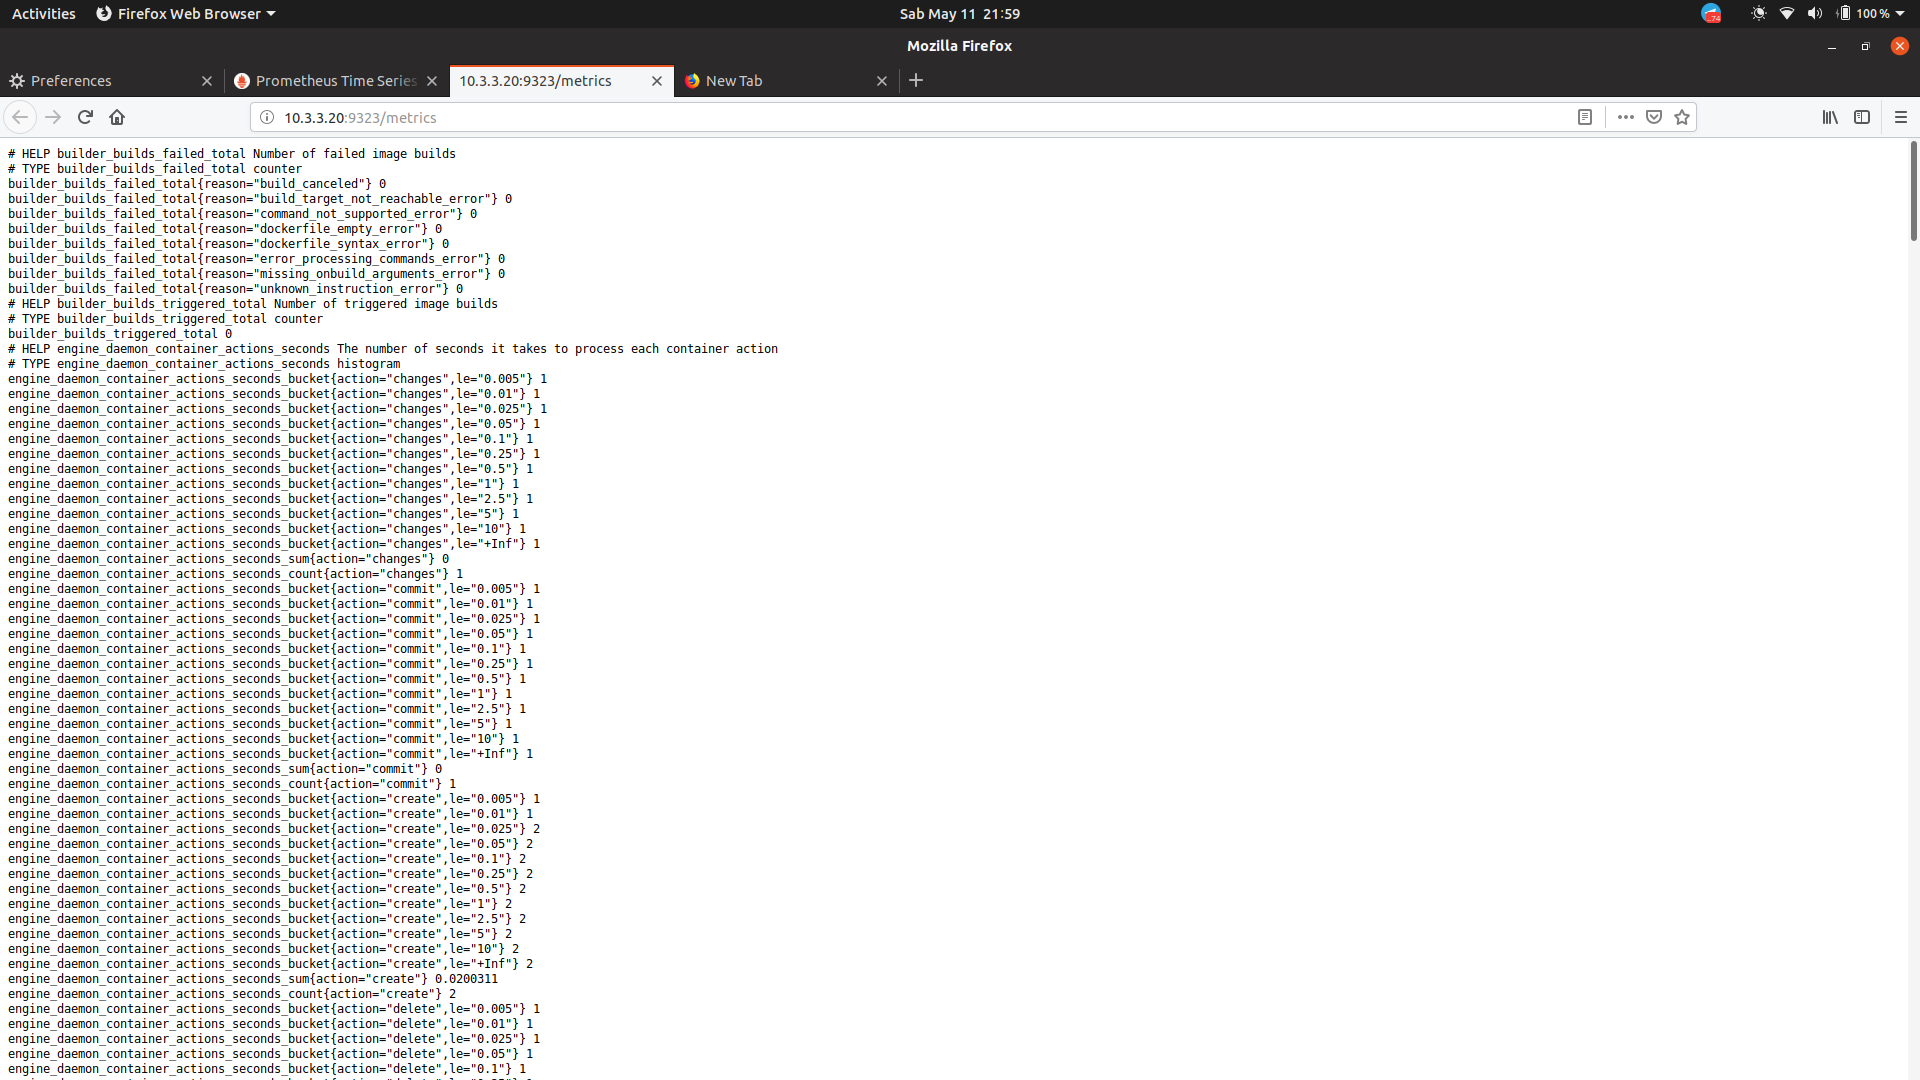 Activities Firefox Web Browser Sab May 11 21:59 100 %
Mozilla Firefox
Preferences Prometheus Time Series 10.3.3.20:9323/metrics New Tab
10.3.3.20:9323/metrics
# HELP builder_builds_failed_total Number of failed image builds
# TYPE builder_builds_failed_total counter
builder_builds_failed_total{reason="build_canceled"} 0
builder_builds_failed_total{reason="build_target_not_reachable_error"} 0
builder_builds_failed_total{reason="command_not_supported_error"} 0
builder_builds_failed_total{reason="dockerfile_empty_error"} 0
builder_builds_failed_total{reason="dockerfile_syntax_error"} 0
builder_builds_failed_total{reason="error_processing_commands_error"} 0
builder_builds_failed_total{reason="missing_onbuild_arguments_error"} 0
builder_builds_failed_total{reason="unknown_instruction_error"} 0
# HELP builder_builds_triggered_total Number of triggered image builds
# TYPE builder_builds_triggered_total counter
builder_builds_triggered_total 0
# HELP engine_daemon_container_actions_seconds The number of seconds it takes to process each container action
# TYPE engine_daemon_container_actions_seconds histogram
engine_daemon_container_actions_seconds_bucket{action="changes",le="0.005"} 1
engine_daemon_container_actions_seconds_bucket{action="changes",le="0.01"} 1
engine_daemon_container_actions_seconds_bucket{action="changes",le="0.025"} 1
engine_daemon_container_actions_seconds_bucket{action="changes",le="0.05"} 1
engine_daemon_container_actions_seconds_bucket{action="changes",le="0.1"} 1
engine_daemon_container_actions_seconds_bucket{action="changes",le="0.25"} 1
engine_daemon_container_actions_seconds_bucket{action="changes",le="0.5"} 1
engine_daemon_container_actions_seconds_bucket{action="changes",le="1"} 1
engine_daemon_container_actions_seconds_bucket{action="changes",le="2.5"} 1
engine_daemon_container_actions_seconds_bucket{action="changes",le="5"} 1
engine_daemon_container_actions_seconds_bucket{action="changes",le="10"} 1
engine_daemon_container_actions_seconds_bucket{action="changes",le="+Inf"} 1
engine_daemon_container_actions_seconds_sum{action="changes"} 0
engine_daemon_container_actions_seconds_count{action="changes"} 1
engine_daemon_container_actions_seconds_bucket{action="commit",le="0.005"} 1
engine_daemon_container_actions_seconds_bucket{action="commit",le="0.01"} 1
engine_daemon_container_actions_seconds_bucket{action="commit",le="0.025"} 1
engine_daemon_container_actions_seconds_bucket{action="commit",le="0.05"} 1
engine_daemon_container_actions_seconds_bucket{action="commit",le="0.1"} 1
engine_daemon_container_actions_seconds_bucket{action="commit",le="0.25"} 1
engine_daemon_container_actions_seconds_bucket{action="commit",le="0.5"} 1
engine_daemon_container_actions_seconds_bucket{action="commit",le="1"} 1
engine_daemon_container_actions_seconds_bucket{action="commit",le="2.5"} 1
engine_daemon_container_actions_seconds_bucket{action="commit",le="5"} 1
engine_daemon_container_actions_seconds_bucket{action="commit",le="10"} 1
engine_daemon_container_actions_seconds_bucket{action="commit",le="+Inf"} 1
engine_daemon_container_actions_seconds_sum{action="commit"} 0
engine_daemon_container_actions_seconds_count{action="commit"} 1
engine_daemon_container_actions_seconds_bucket{action="create",le="0.005"} 1
engine_daemon_container_actions_seconds_bucket{action="create",le="0.01"} 1
engine_daemon_container_actions_seconds_bucket{action="create",le="0.025"} 2
engine_daemon_container_actions_seconds_bucket{action="create",le="0.05"} 2
engine_daemon_container_actions_seconds_bucket{action="create",le="0.1"} 2
engine_daemon_container_actions_seconds_bucket{action="create",le="0.25"} 2
engine_daemon_container_actions_seconds_bucket{action="create",le="0.5"} 2
engine_daemon_container_actions_seconds_bucket{action="create",le="1"} 2
engine_daemon_container_actions_seconds_bucket{action="create",le="2.5"} 2
engine_daemon_container_actions_seconds_bucket{action="create",le="5"} 2
engine_daemon_container_actions_seconds_bucket{action="create",le="10"} 2
engine_daemon_container_actions_seconds_bucket{action="create",le="+Inf"} 2
engine_daemon_container_actions_seconds_sum{action="create"} 0.0200311
engine_daemon_container_actions_seconds_count{action="create"} 2
engine_daemon_container_actions_seconds_bucket{action="delete",le="0.005"} 1
engine_daemon_container_actions_seconds_bucket{action="delete",le="0.01"} 1
engine_daemon_container_actions_seconds_bucket{action="delete",le="0.025"} 1
engine_daemon_container_actions_seconds_bucket{action="delete",le="0.05"} 1
engine_daemon_container_actions_seconds_bucket{action="delete",le="0.1"} 1